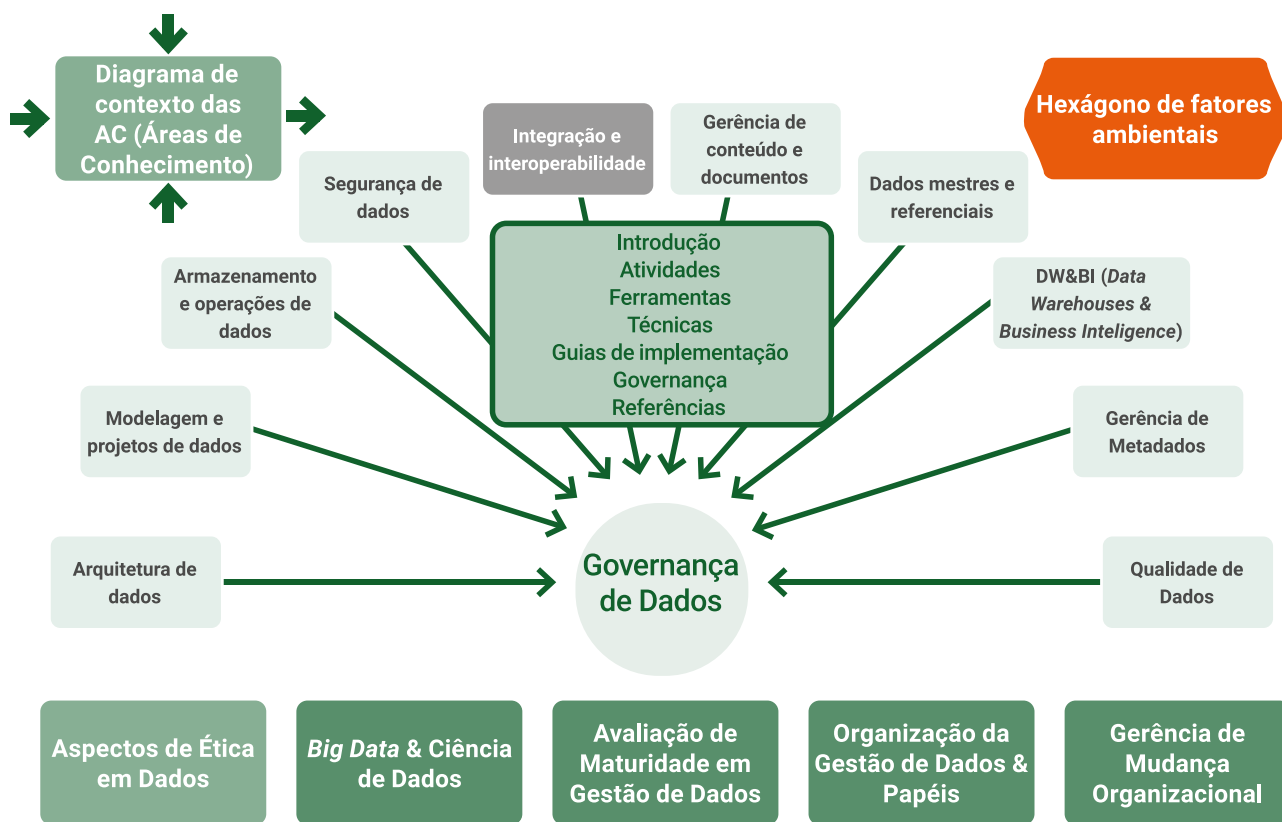 Diagrama de
contexto das
AC (Áreas de
Conhecimento)
Hexágono de fatores
ambientais
Integração e
interoperabilidade
Gerência de
conteúdo e
documentos
Segurança de
dados
Dados mestres e
referenciais
Armazenamento
e operações de
dados
Introdução
Atividades
Ferramentas
Técnicas
Guias de implementação
Governança
Referências
DW&BI (Data
Warehouses &
Business Inteligence)
Modelagem e
projetos de dados
Gerência de
Metadados
Arquitetura de
dados
Governança
de Dados
Qualidade de
Dados
Aspectos de Ética
em Dados
Big Data & Ciência
de Dados
Avaliação de
Maturidade em
Gestão de Dados
Organização da
Gestão de Dados &
Papéis
Gerência de
Mudança
Organizacional